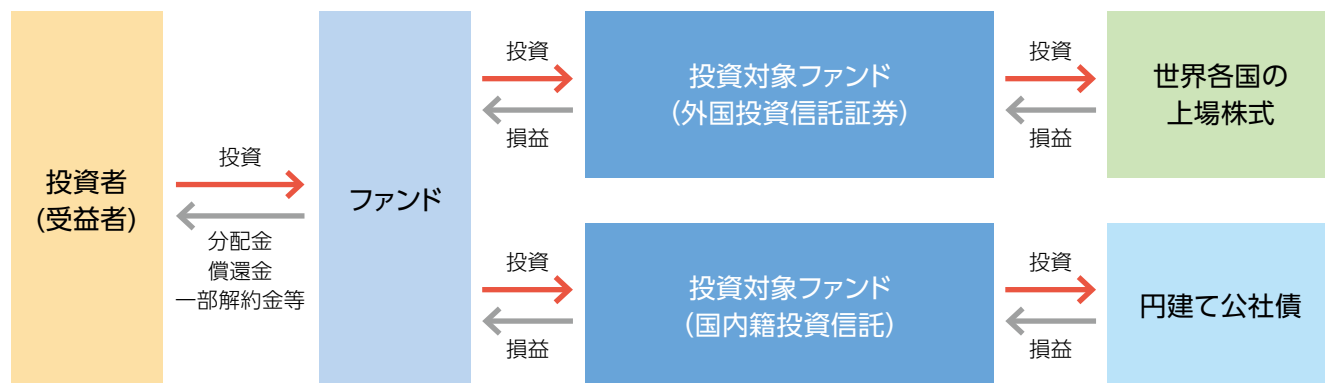 投資者
(受益者)
投資
分配金
償還金
一部解約金等
ファンド
投資
損益
投資対象ファンド
(外国投資信託証券)
投資
損益
世界各国の
上場株式
投資
損益
投資対象ファンド
(国内籍投資信託)
投資
損益
円建て公社債